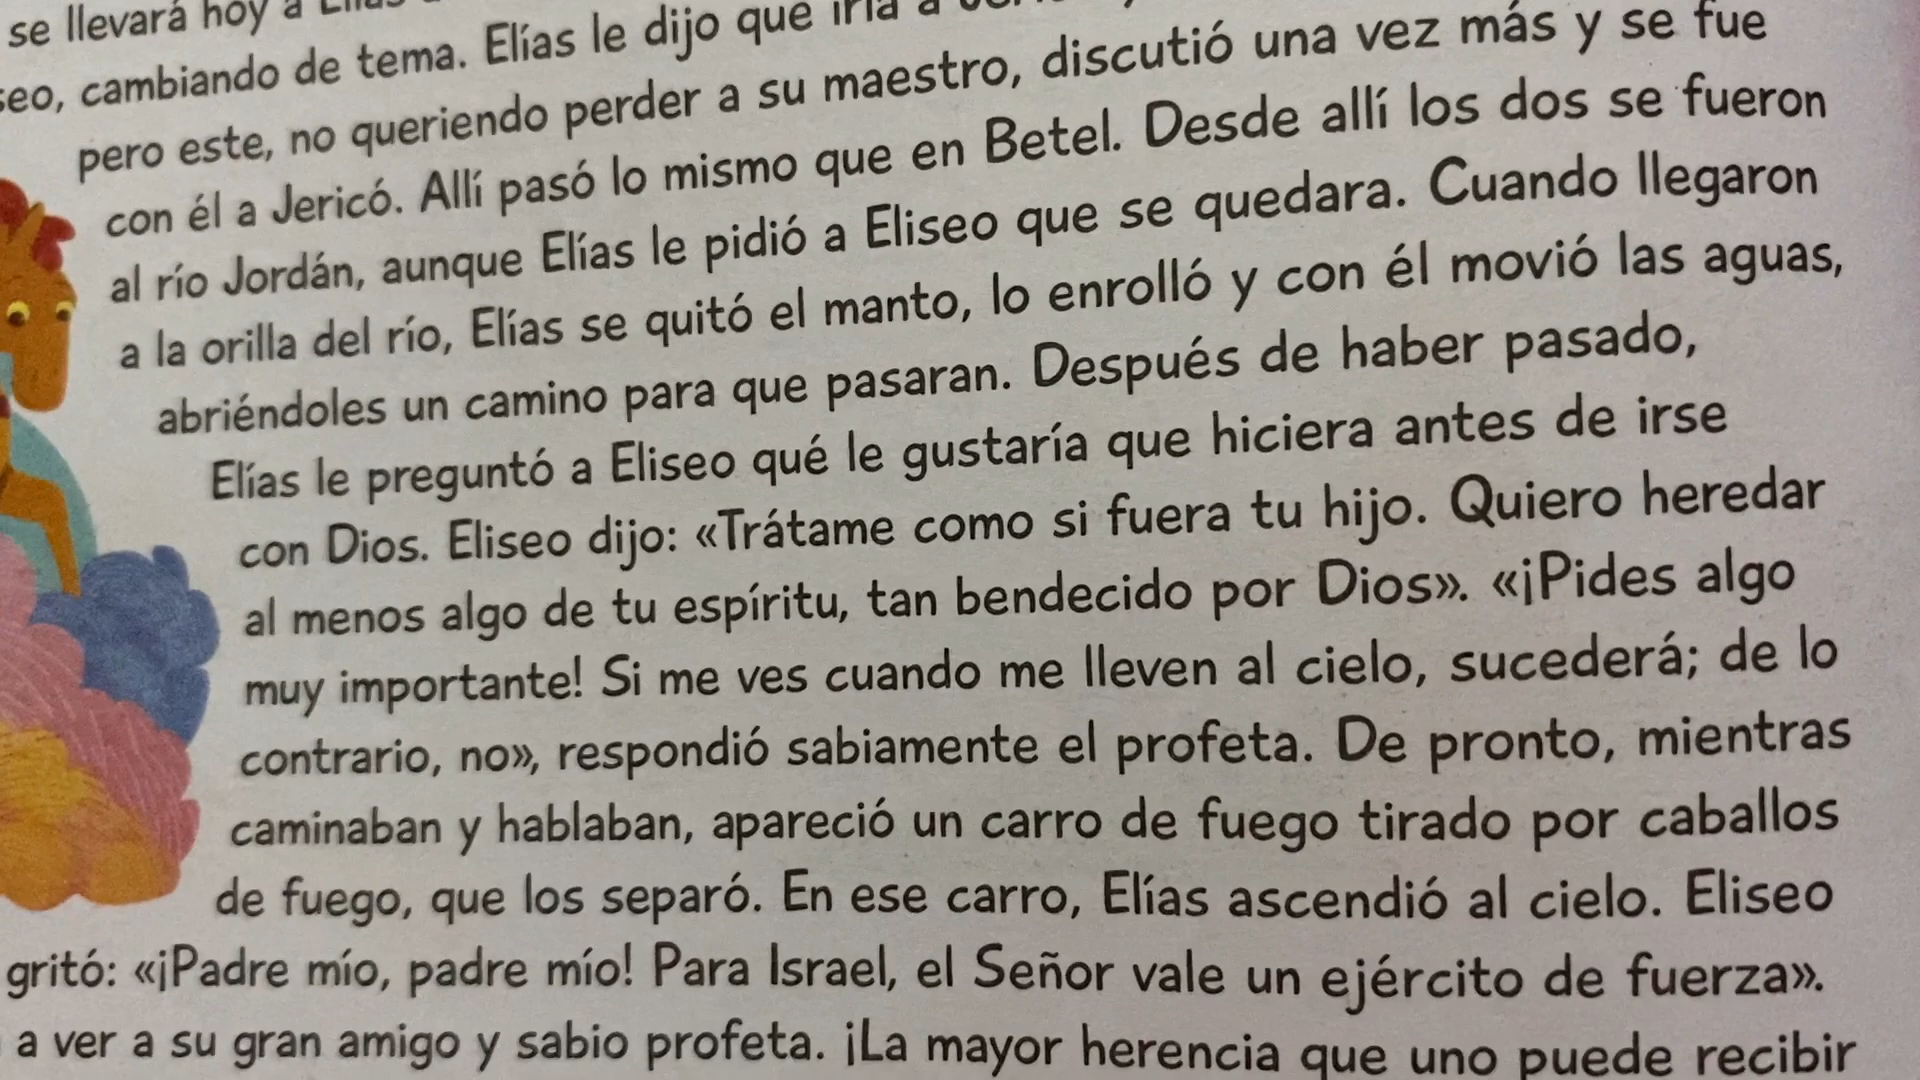 se llevará hoy a
seo, cambiando de tema. Elías le dijo que iría a
pero este, no queriendo perder a su maestro, discutió una vez más y se fue
con él a Jericó. Allí pasó lo mismo que en Betel. Desde allí los dos se fueron
al río Jordán, aunque Elías le pidió a Eliseo que se quedara. Cuando llegaron
a la orilla del río, Elías se quitó el manto, lo enrolló y con él movió las aguas,
abriéndoles un camino para que pasaran. Después de haber pasado,
Elías le preguntó a Eliseo qué le gustaría que hiciera antes de irse
con Dios. Eliseo dijo: «Trátame como si fuera tu hijo. Quiero heredar
al menos algo de tu espíritu, tan bendecido por Dios». «¡Pides algo
muy importante! Si me ves cuando me lleven al cielo, sucederá; de lo
contrario, no», respondió sabiamente el profeta. De pronto, mientras
caminaban y hablaban, apareció un carro de fuego tirado por caballos
de fuego, que los separó. En ese carro, Elías ascendió al cielo. Eliseo
gritó: «¡Padre mío, padre mío! Para Israel, el Señor vale un ejército de fuerza».
a ver a su gran amigo y sabio profeta. ¡La mayor herencia que uno puede recibir